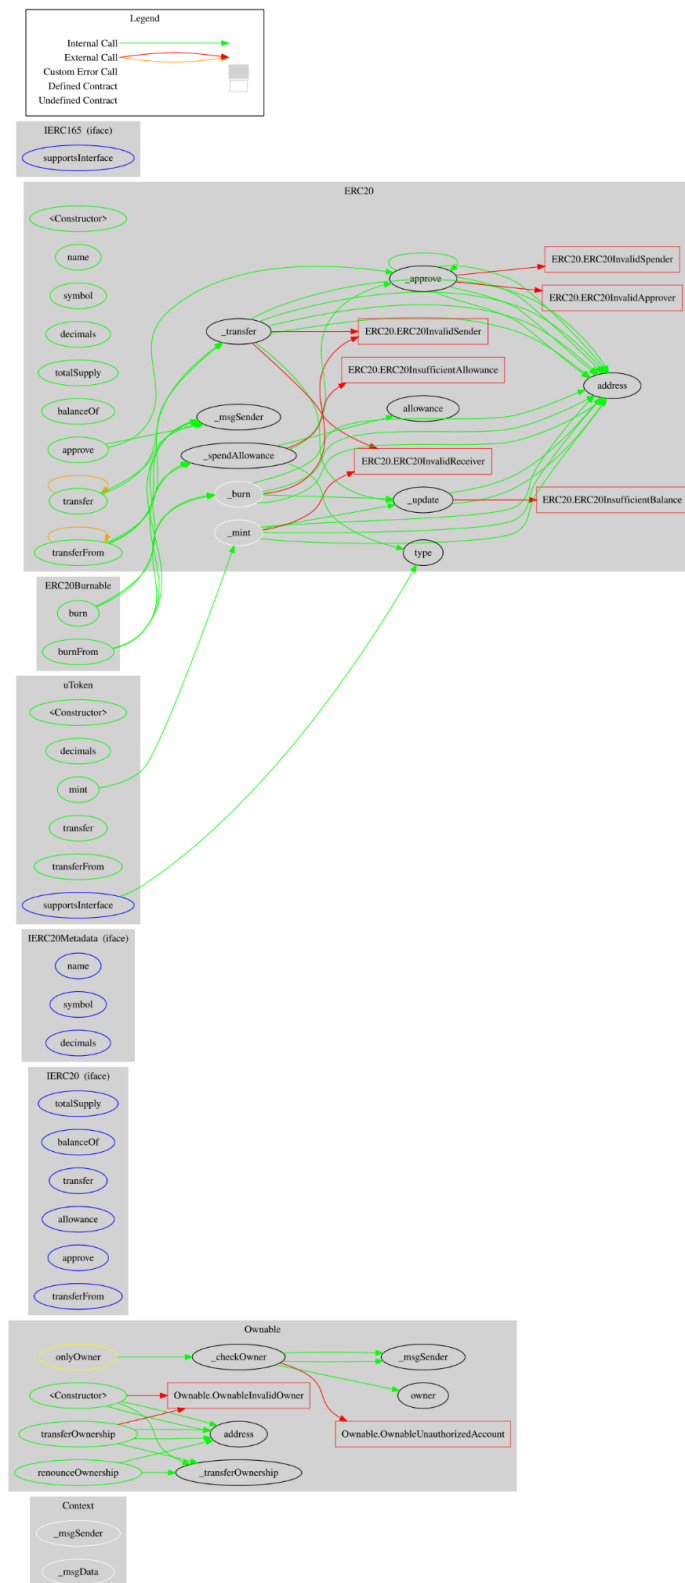 Legend
Internal Call
External Call
Custom Error Call
Defined Contract
Undefined Contract
IERC165 (iface)
supportsInterface
ERC20
<Constructor>
name
symbol
decimals
totalSupply
balanceOf
approve
transfer
transferFrom
_transfer
_msgSender
_spendAllowance
_burn
_mint
_approve
ERC20.ERC20InvalidSender
ERC20.ERC20InsufficientAllowance
allowance
ERC20.ERC20InvalidReceiver
_update
type
ERC20.ERC20InvalidSpender
ERC20.ERC20InvalidApprover
address
ERC20.ERC20InsufficientBalance
ERC20Burnable
burn
burnFrom
uToken
<Constructor>
decimals
mint
transfer
transferFrom
supportsInterface
IERC20Metadata (iface)
name
symbol
decimals
IERC20 (iface)
totalSupply
balanceOf
transfer
allowance
approve
transferFrom
Ownable
onlyOwner
_checkOwner
_msgSender
<Constructor>
Ownable.OwnableInvalidOwner
owner
transferOwnership
address
Ownable.OwnableUnauthorizedAccount
renounceOwnership
_transferOwnership
Context
_msgSender
_msgData